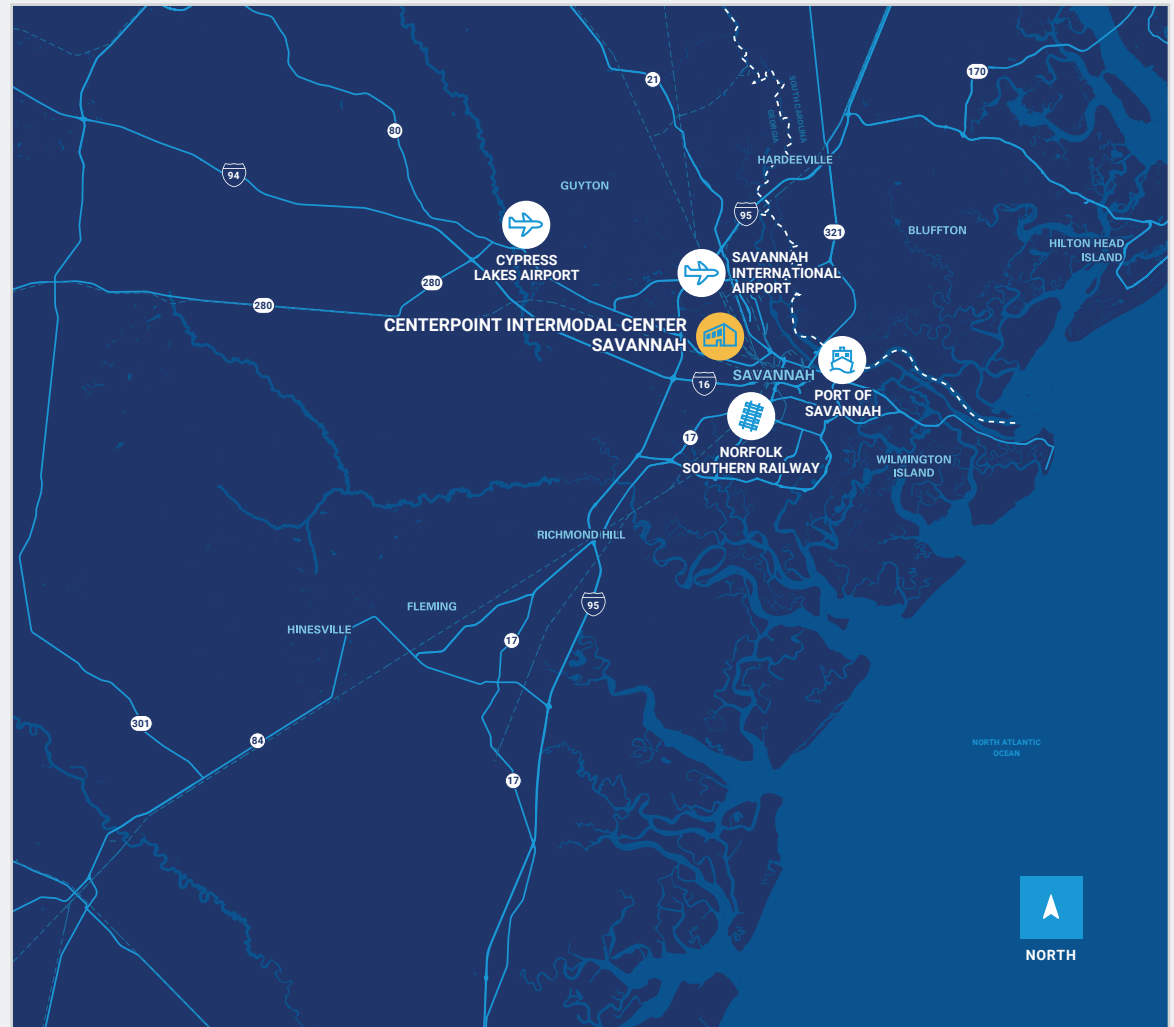 21
170
80
SOUTH CAROLINA
GEORGIA
HARDEEVILLE
94
GUYTON
95
321
BLUFFTON
HILTON HEAD
ISLAND
CYPRESS
LAKES AIRPORT
SAVANNAH
INTERNATIONAL
AIRPORT
280
280
CENTERPOINT INTERMODAL CENTER
SAVANNAH
SAVANNAH
16
PORT OF
SAVANNAH
17
NORFOLK
SOUTHERN RAILWAY
WILMINGTON
ISLAND
RICHMOND HILL
95
FLEMING
HINESVILLE
17
301
84
17
NORTH ATLANTIC
OCEAN
NORTH